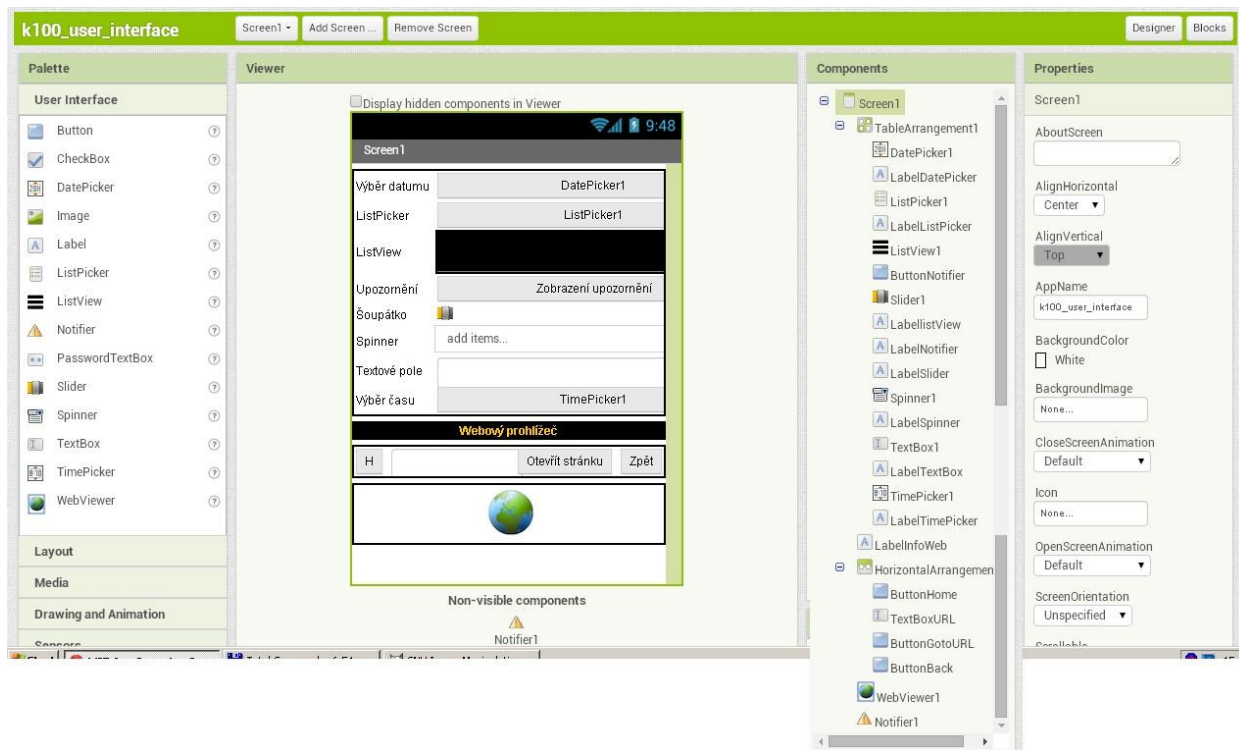 k100_user_interface
Screen1
Add Screen ...
Remove Screen
Designer
Blocks
Palette
User Interface
Button
CheckBox
DatePicker
Image
Label
ListPicker
ListView
Notifier
PasswordTextBox
Slider
Spinner
TextBox
TimePicker
WebViewer
Layout
Media
Drawing and Animation
Sensors
Viewer
Display hidden components in Viewer
9:48
Screen1
Výběr datumu DatePicker1
ListPicker ListPicker1
ListView
Upozornění Zobrazení upozornění
Šoupátko
Spinner add items...
Textové pole
Výběr času TimePicker1
Webový prohlížeč
H Otevřít stránku Zpět
Non-visible components
Notifier1
Components
Screen1
TableArrangement1
DatePicker1
LabelDatePicker
ListPicker1
LabelListPicker
ListView1
ButtonNotifier
Slider1
LabellistView
LabelNotifier
LabelSlider
Spinner1
LabelSpinner
TextBox1
LabelTextBox
TimePicker1
LabelTimePicker
LabelInfoWeb
HorizontalArrangemen
ButtonHome
TextBoxURL
ButtonGotoURL
ButtonBack
WebViewer1
Notifier1
Properties
Screen1
AboutScreen
AlignHorizontal
Center
AlignVertical
Top
AppName
k100_user_interface
BackgroundColor
White
BackgroundImage
None...
CloseScreenAnimation
Default
Icon
None...
OpenScreenAnimation
Default
ScreenOrientation
Unspecified
Scrollable